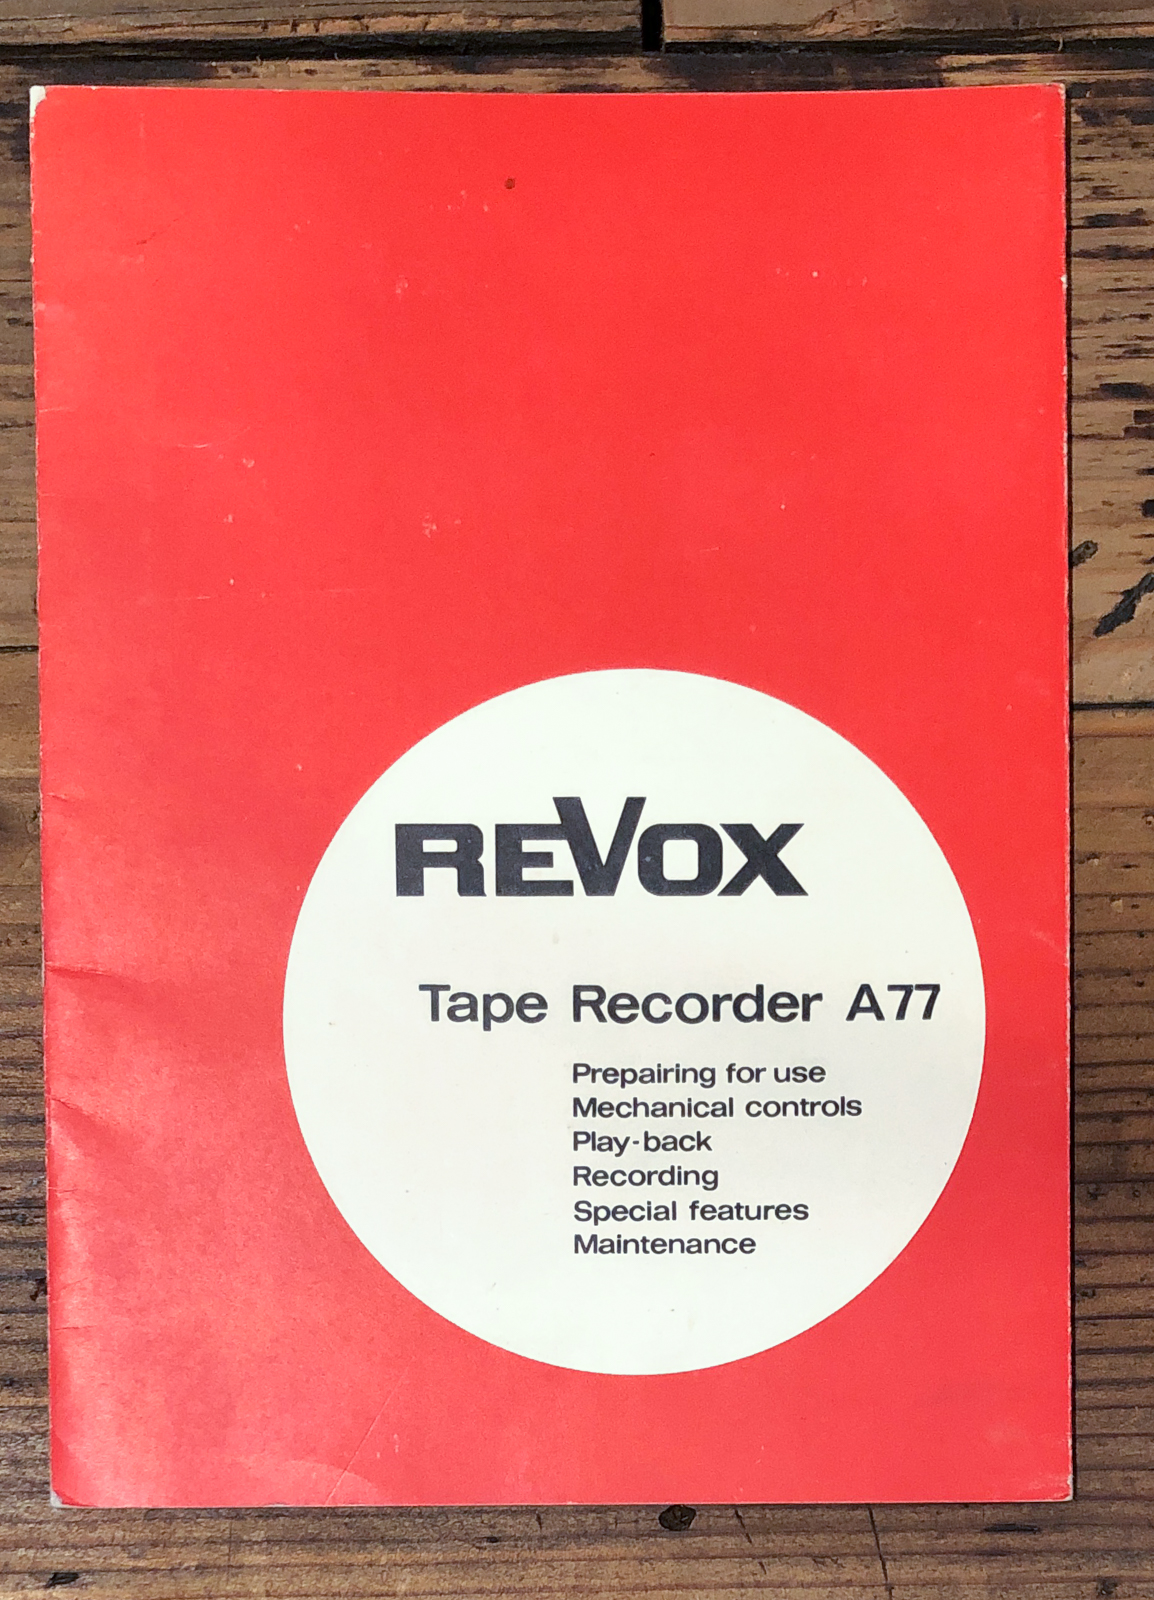 REVOX
Tape Recorder A77
Prepairing for use
Mechanical controls
Play-back
Recording
Special features
Maintenance